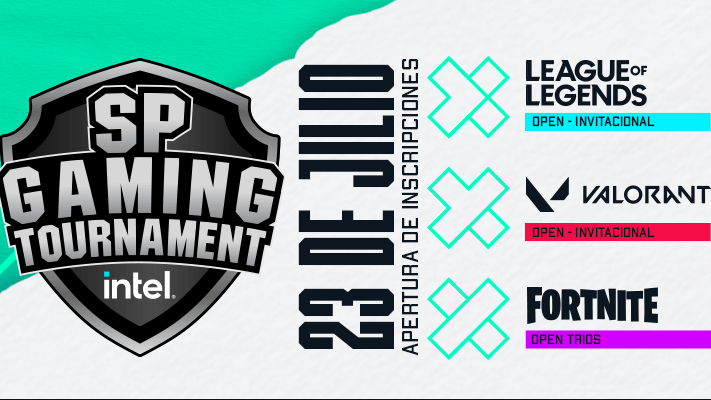 SP
GAMING
TOURNAMENT
intel.
23 DE JILIO
APERTURA DE INSCRIPCIONES
LEAGUE OF
LEGENDS
OPEN - INVITACIONAL
VALORANT
OPEN - INVITACIONAL
FORTNITE
OPEN TRIOS